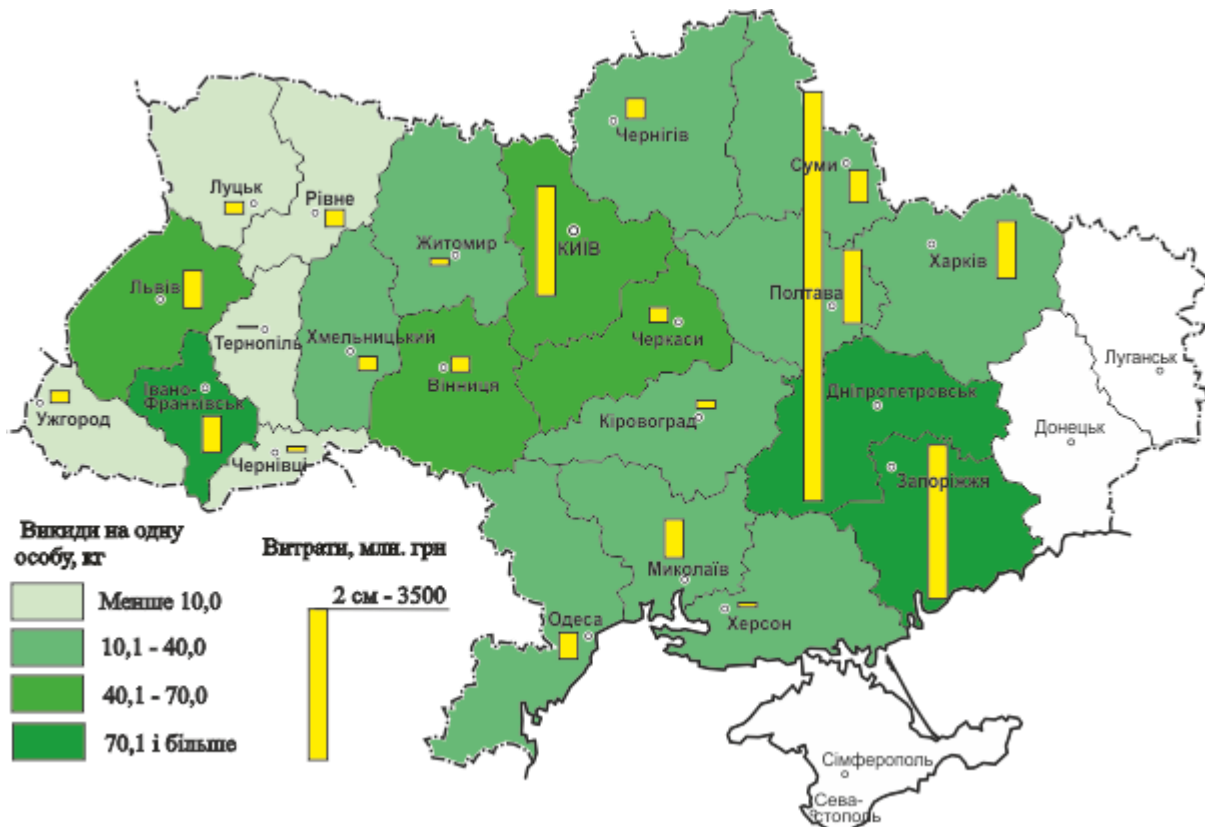 Чернігів
Суми
Луцьк
Рівне
Житомир
КИЇВ
Харків
Львів
Полтава
Тернопіль
Хмельницький
Черкаси
Луганськ
Вінниця
Івано-
Франківськ
Ужгород
Кіровоград
Дніпропетровськ
Донецьк
Чернівці
Запоріжжя
Миколаїв
Одеса
Херсон
Сімферополь
Сева-
стополь
Викиди на одну
особу, кг
Менше 10,0
10,1 - 40,0
40,1 - 70,0
70,1 і більше
Витрати, млн. грн
2 см - 3500